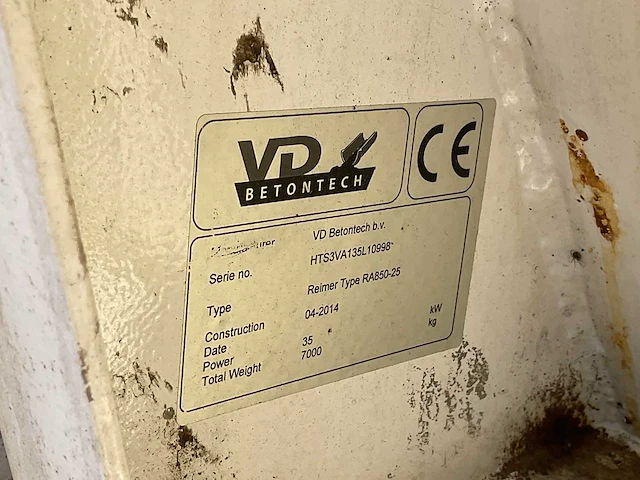 VD
BETONTECH
CE
Manufacturer VD Betontech b.v.
Serie no. HTS3VA135L10998
Type Reimer Type RA850-25
Construction Date 04-2014
Power 35 kW
Total Weight 7000 kg